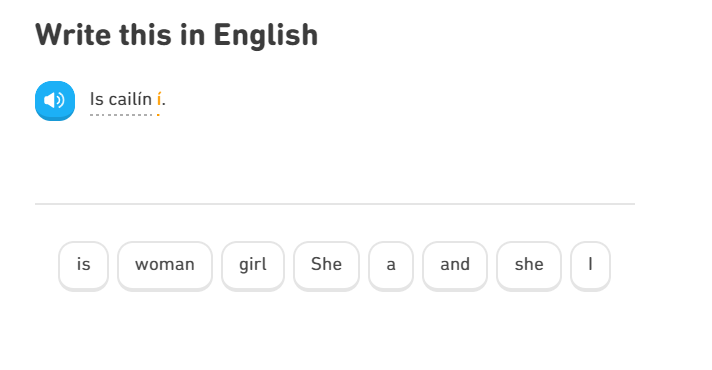 Write this in English
Is cailín í.
is woman girl She a and she I